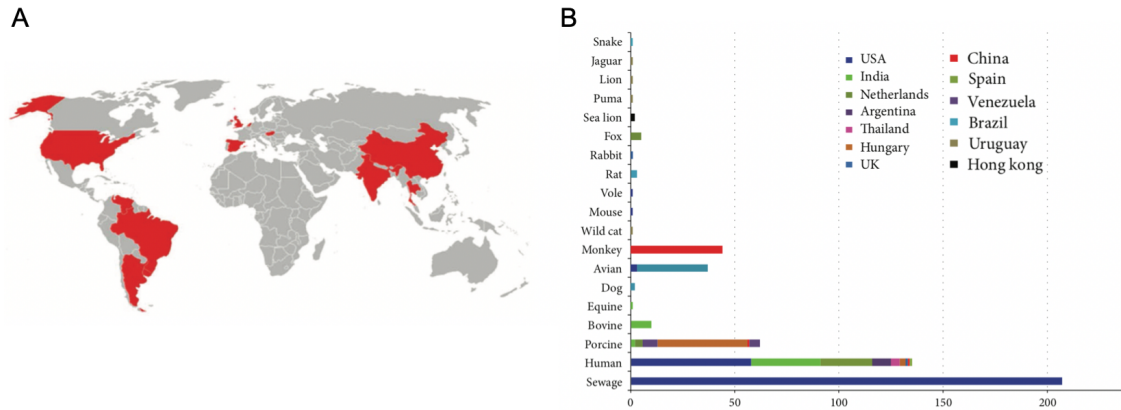 A
B
Snake
Jaguar
Lion
Puma
Sea lion
Fox
Rabbit
Rat
Vole
Mouse
Wild cat
Monkey
Avian
Dog
Equine
Bovine
Porcine
Human
Sewage
USA
India
Netherlands
Argentina
Thailand
Hungary
UK
China
Spain
Venezuela
Brazil
Uruguay
Hong kong
0 50 100 150 200